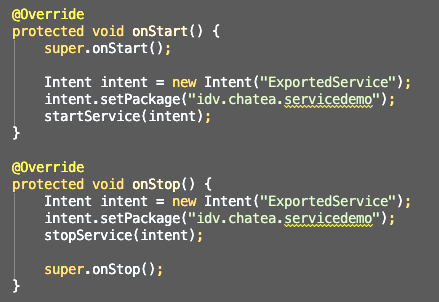 @Override
protected void onStart() {
    super.onStart();

    Intent intent = new Intent("ExportedService");
    intent.setPackage("idv.chatea.servicedemo");
    startService(intent);
}

@Override
protected void onStop() {
    Intent intent = new Intent("ExportedService");
    intent.setPackage("idv.chatea.servicedemo");
    stopService(intent);

    super.onStop();
}